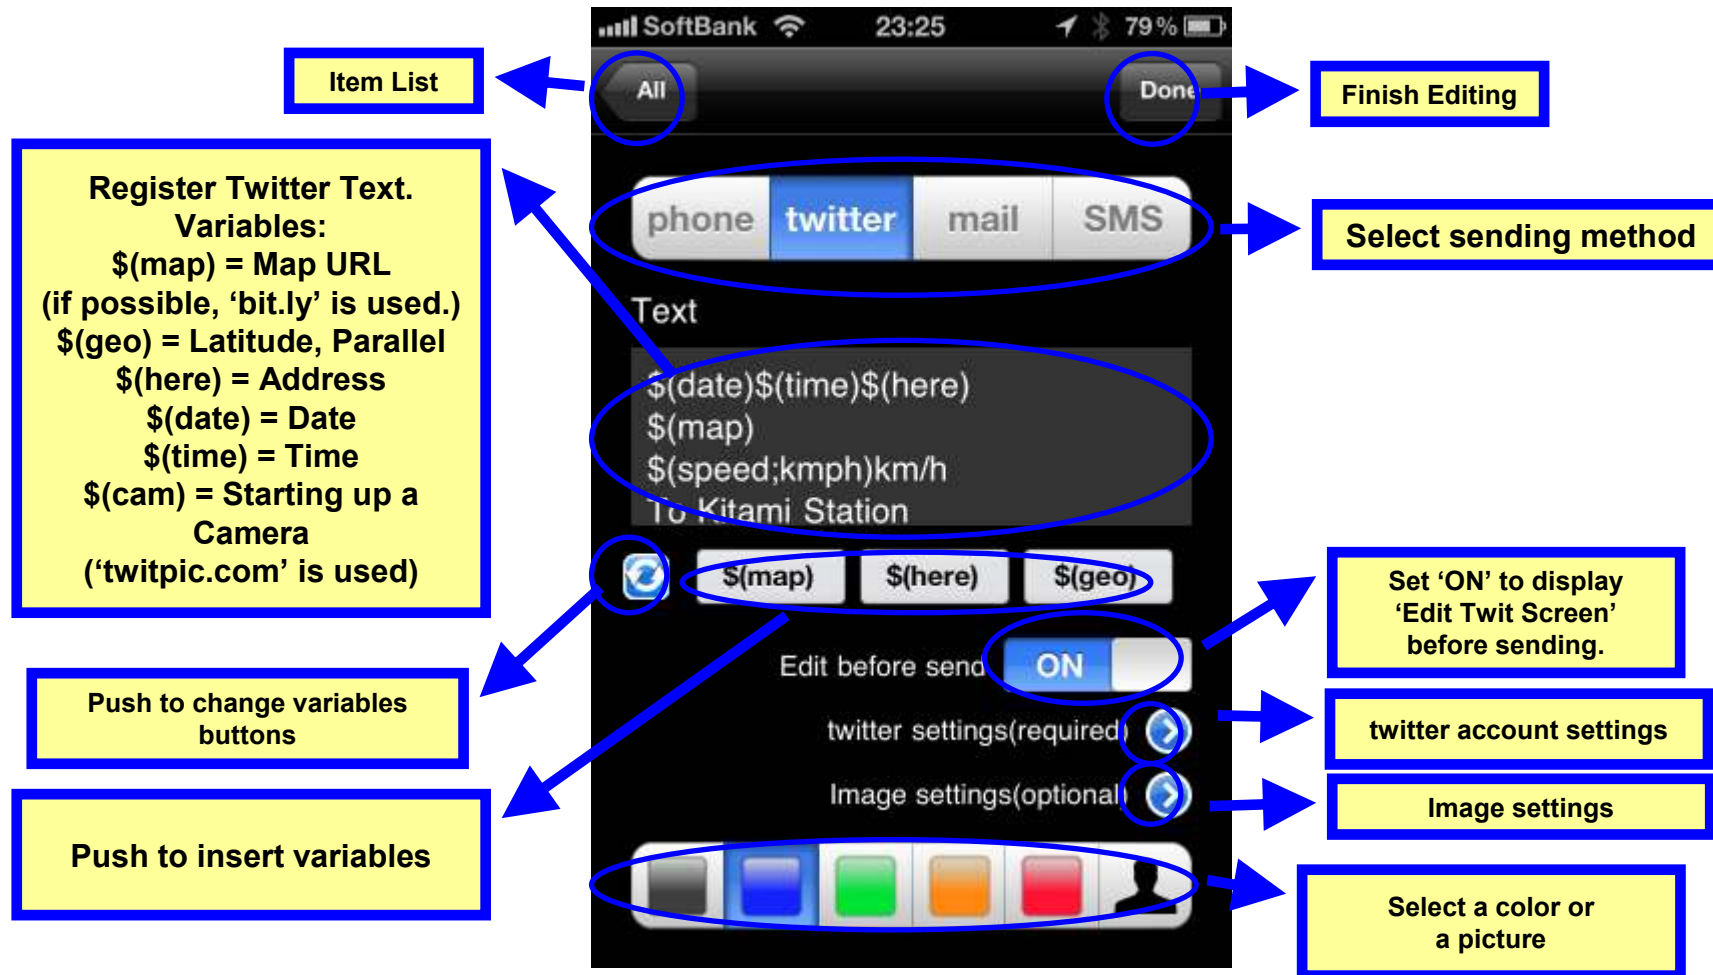 SoftBank 23:25 79%
All
Done
phone twitter mail SMS
Text
$(date)$(time)$(here)
$(map)
$(speed;kmph)km/h
To Kitami Station
$(map) $(here) $(geo)
Edit before send ON
twitter settings(required)
Image settings(optional)
Item List
Register Twitter Text.
Variables:
$(map) = Map URL
(if possible, ‘bit.ly’ is used.)
$(geo) = Latitude, Parallel
$(here) = Address
$(date) = Date
$(time) = Time
$(cam) = Starting up a
Camera
(‘twitpic.com’ is used)
Push to change variables
buttons
Push to insert variables
Finish Editing
Select sending method
Set ‘ON’ to display
‘Edit Twit Screen’
before sending.
twitter account settings
Image settings
Select a color or
a picture